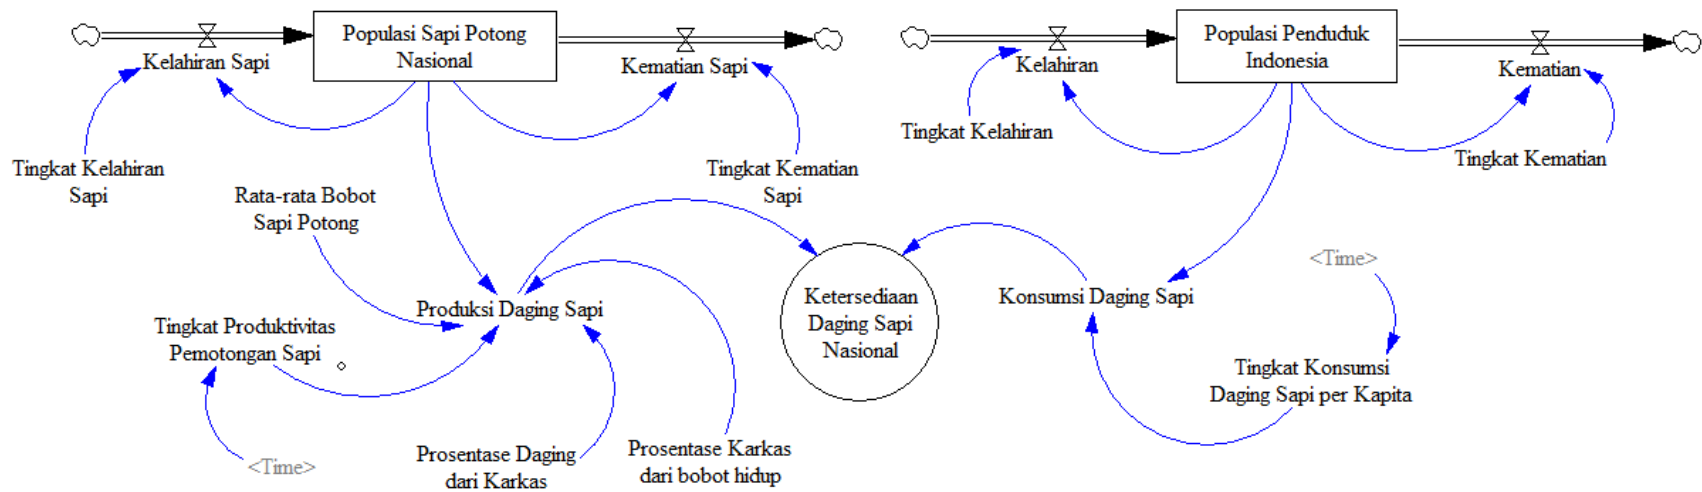 Populasi Sapi Potong
Nasional
Kelahiran Sapi
Kematian Sapi
Tingkat Kelahiran
Sapi
Tingkat Kematian
Sapi
Populasi Penduduk
Indonesia
Kelahiran
Kematian
Tingkat Kelahiran
Tingkat Kematian
Rata-rata Bobot
Sapi Potong
Produksi Daging Sapi
Tingkat Produktivitas
Pemotongan Sapi
<Time>
Prosentase Daging
dari Karkas
Prosentase Karkas
dari bobot hidup
Ketersediaan
Daging Sapi
Nasional
Konsumsi Daging Sapi
<Time>
Tingkat Konsumsi
Daging Sapi per Kapita